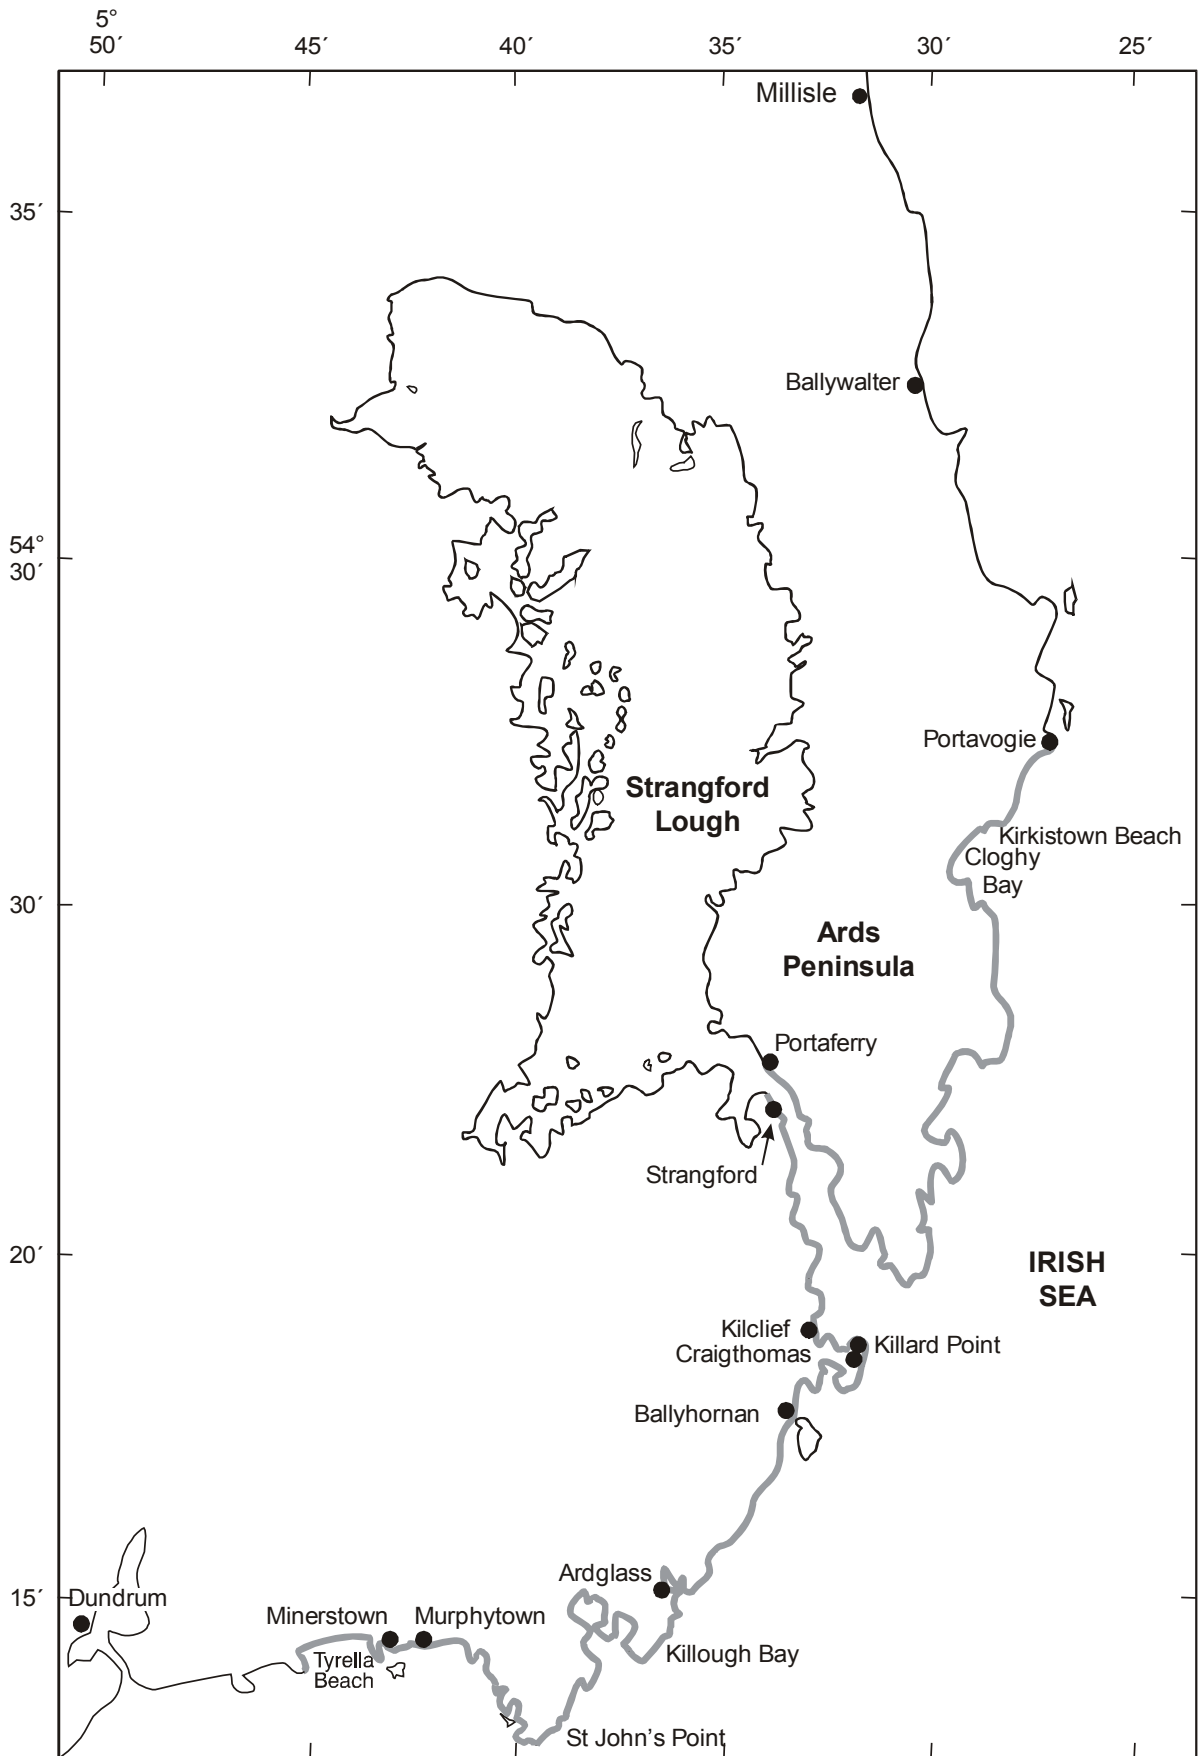 5°
50´ 45´ 40´ 35´ 30´ 25´
Millisle
35´
Ballywalter
54°
30´
Portavogie
Strangford
Lough
Kirkistown Beach
Cloghy
Bay
30´
Ards
Peninsula
Portaferry
Strangford
20´
IRISH
SEA
Kilclief
Killard Point
Craigthomas
Ballyhornan
Ardglass
15´
Dundrum
Minerstown
Murphytown
Tyrella
Beach
Killough Bay
St John’s Point